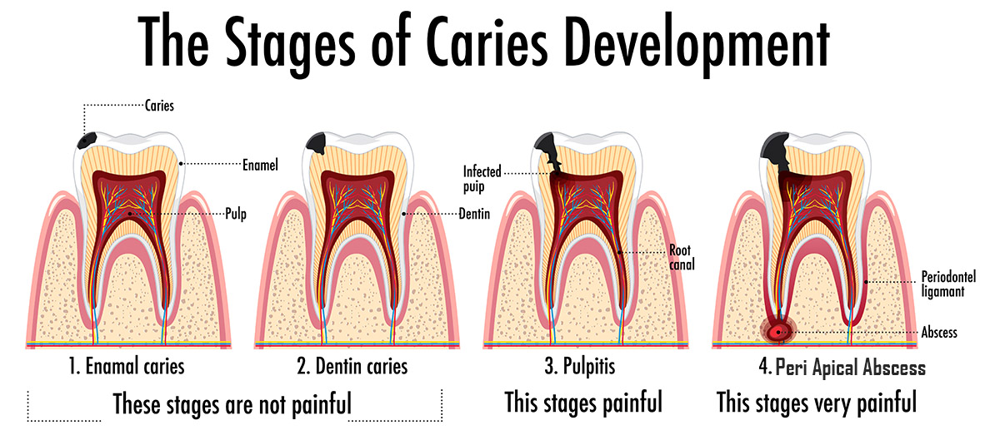 The Stages of Caries Development
Caries
Enamel
Pulp
Infected
puip
Dentin
Root
canal
Periodontel
ligamant
Abscess
1. Enamal caries
2. Dentin caries
3. Pulpitis
4. Peri Apical Abscess
These stages are not painful
This stages painful
This stages very painful